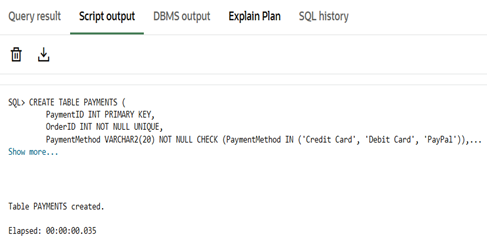 Query result Script output DBMS output Explain Plan SQL history
SQL> CREATE TABLE PAYMENTS (
PaymentID INT PRIMARY KEY,
OrderID INT NOT NULL UNIQUE,
PaymentMethod VARCHAR2(20) NOT NULL CHECK (PaymentMethod IN ('Credit Card', 'Debit Card', 'PayPal')),...
Show more...
Table PAYMENTS created.
Elapsed: 00:00:00.035